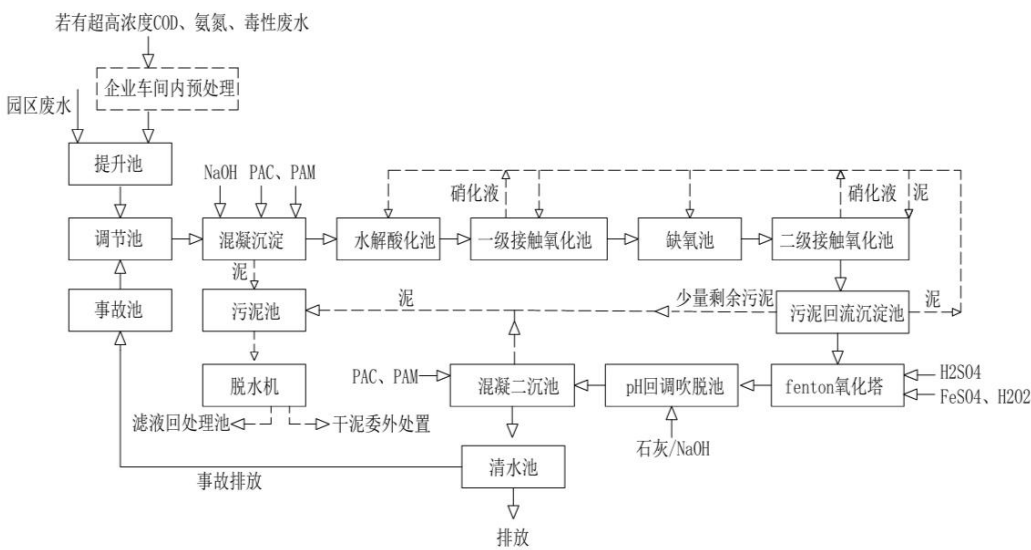 若有超高浓度COD、氨氮、毒性废水
企业车间内预处理
园区废水
提升池
NaOH PAC、PAM
硝化液
硝化液
泥
调节池
混凝沉淀
水解酸化池
一级接触氧化池
缺氧池
二级接触氧化池
泥
事故池
污泥池
泥
少量剩余污泥
污泥回流沉淀池
泥
脱水机
PAC、PAM
混凝二沉池
pH回调吹脱池
fenton氧化塔
H2SO4
FeSO4、H2O2
滤液回处理池
干泥委外处置
石灰/NaOH
清水池
事故排放
排放